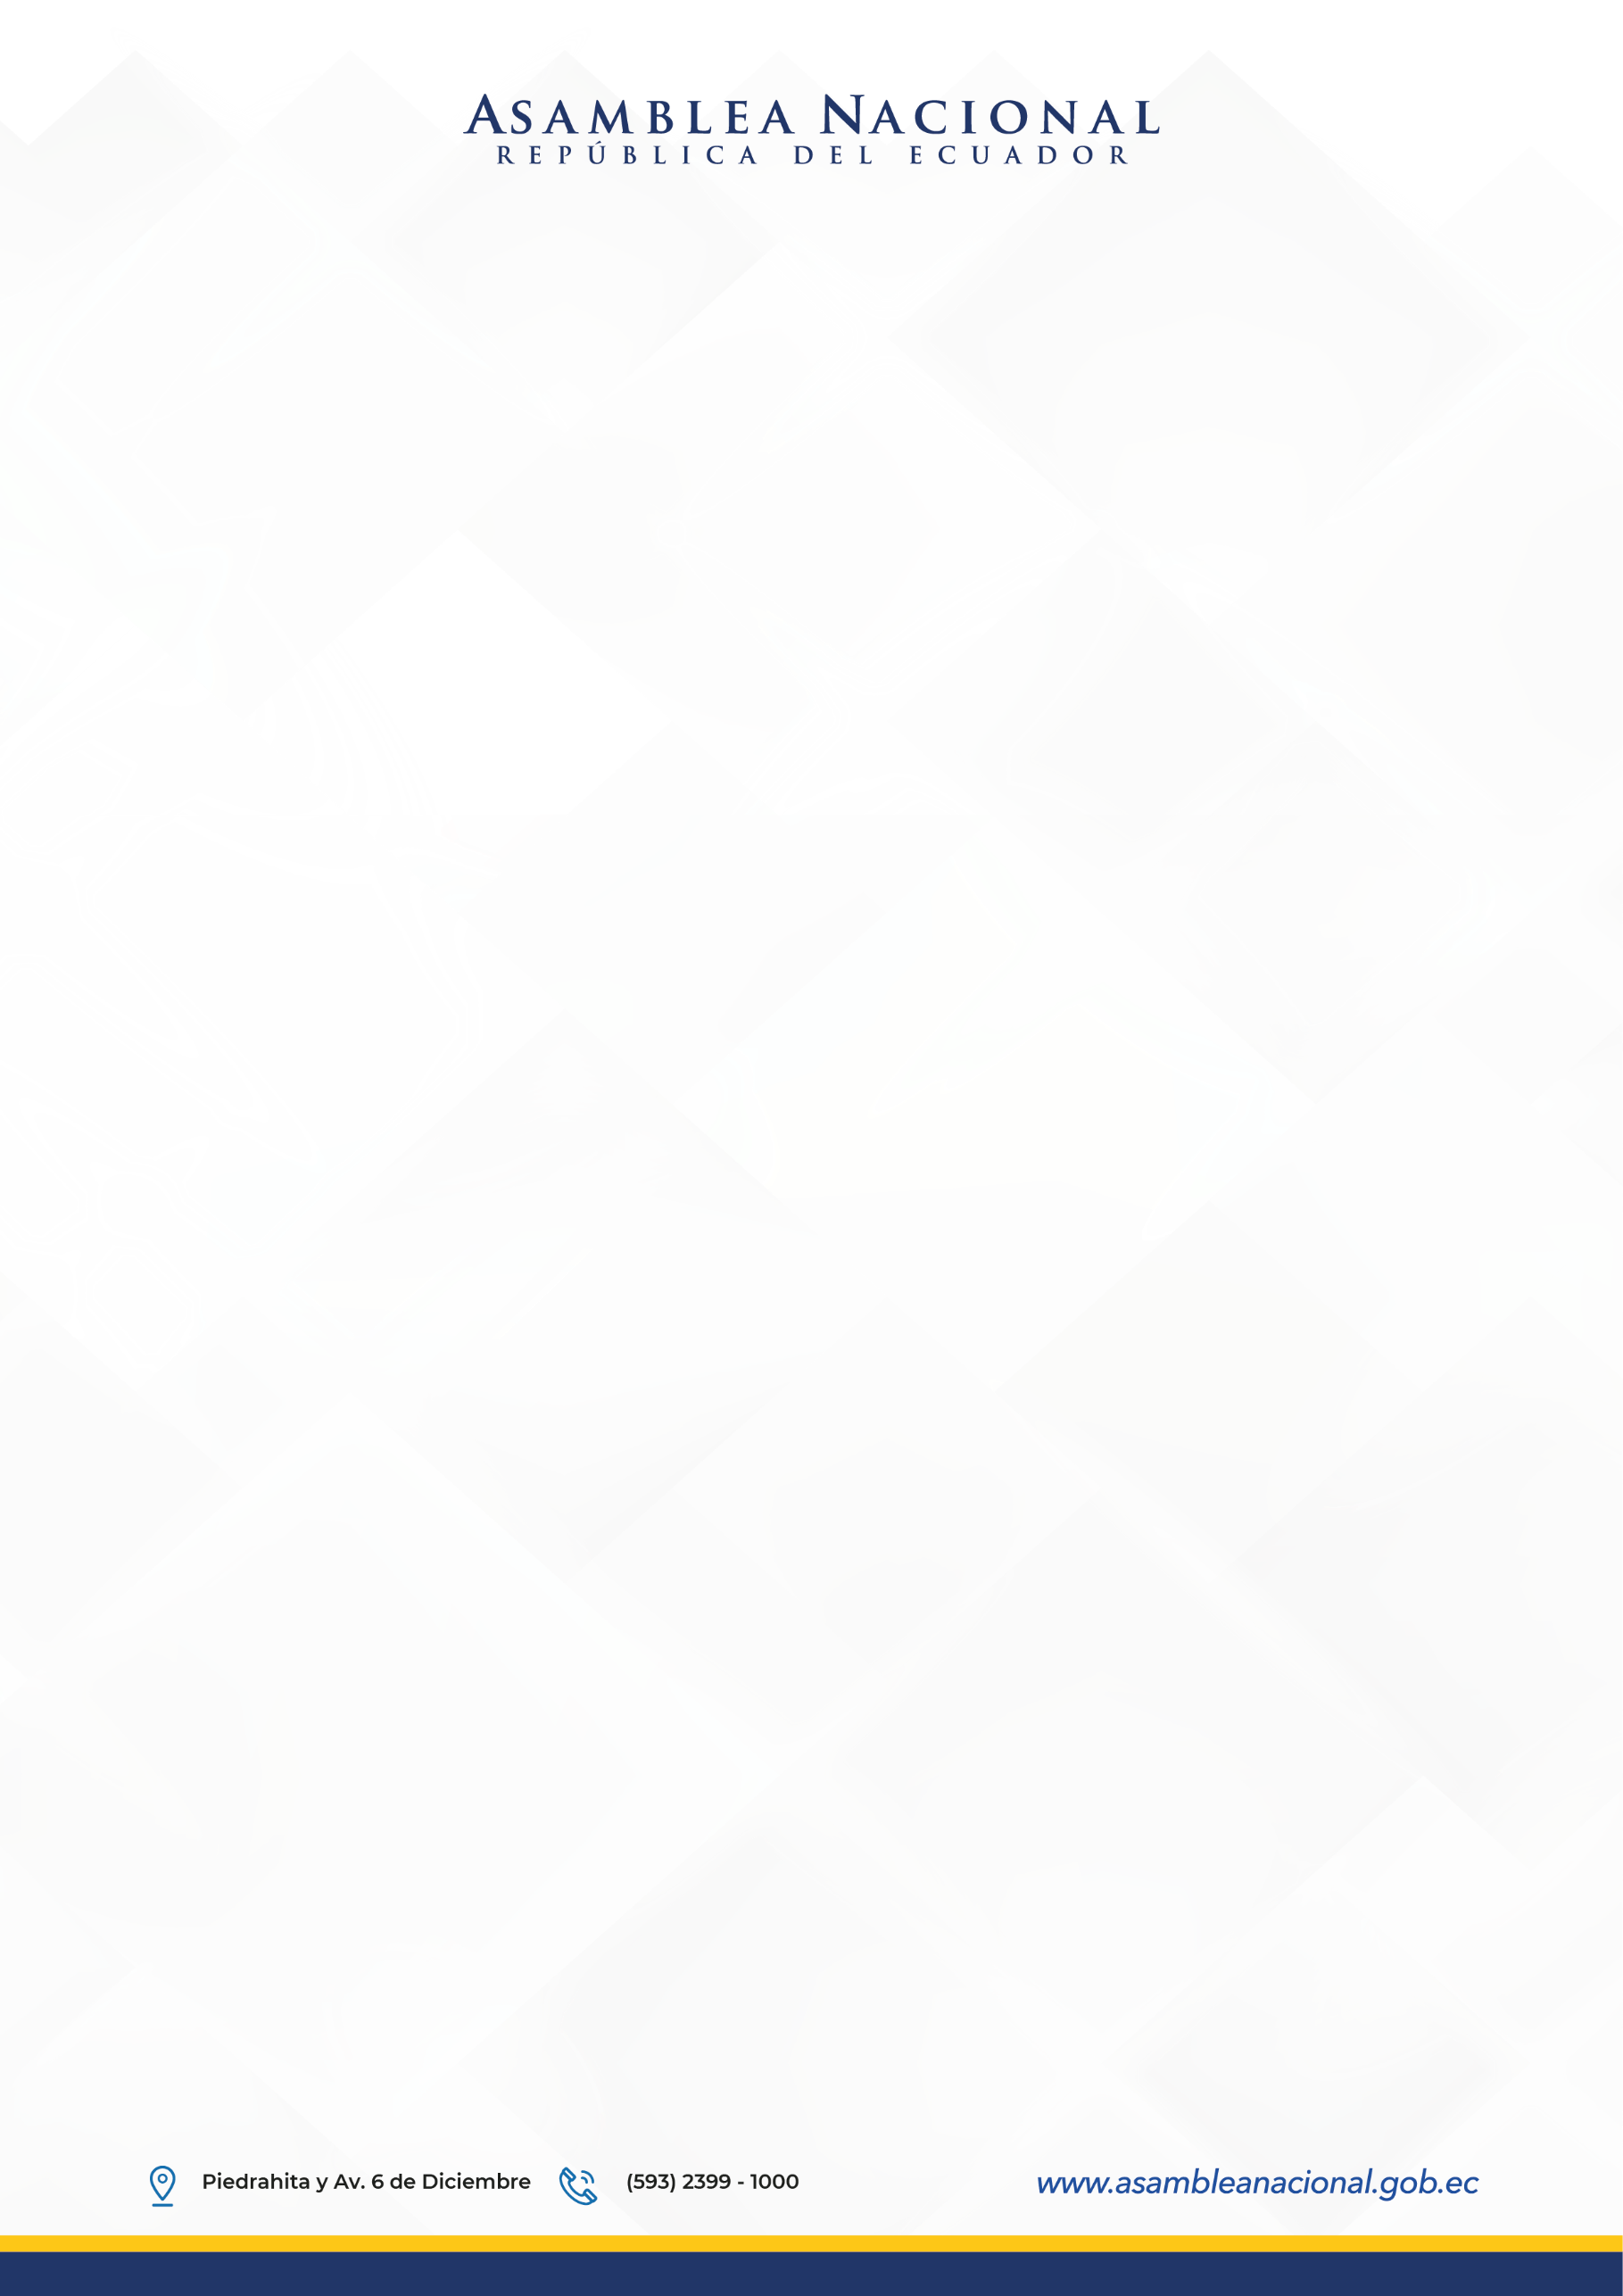 ASAMBLEA NACIONAL
REPÚBLICA DEL ECUADOR
Piedrahita y Av. 6 de Diciembre (593) 2399 - 1000 www.asambleanacional.gob.ec